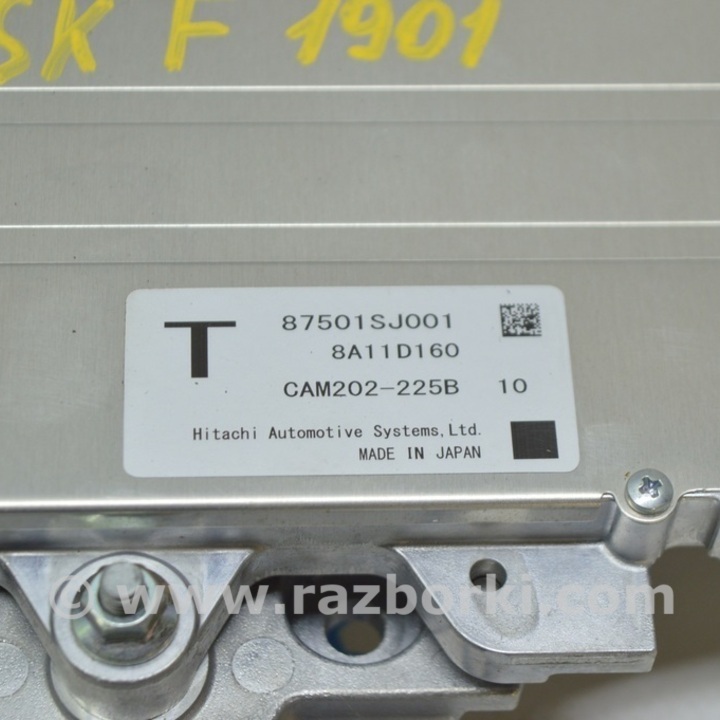 SK F 1901
T
87501SJ001
8A11D160
CAM202-225B 10
Hitachi Automotive Systems, Ltd.
MADE IN JAPAN
© www.razborki.com